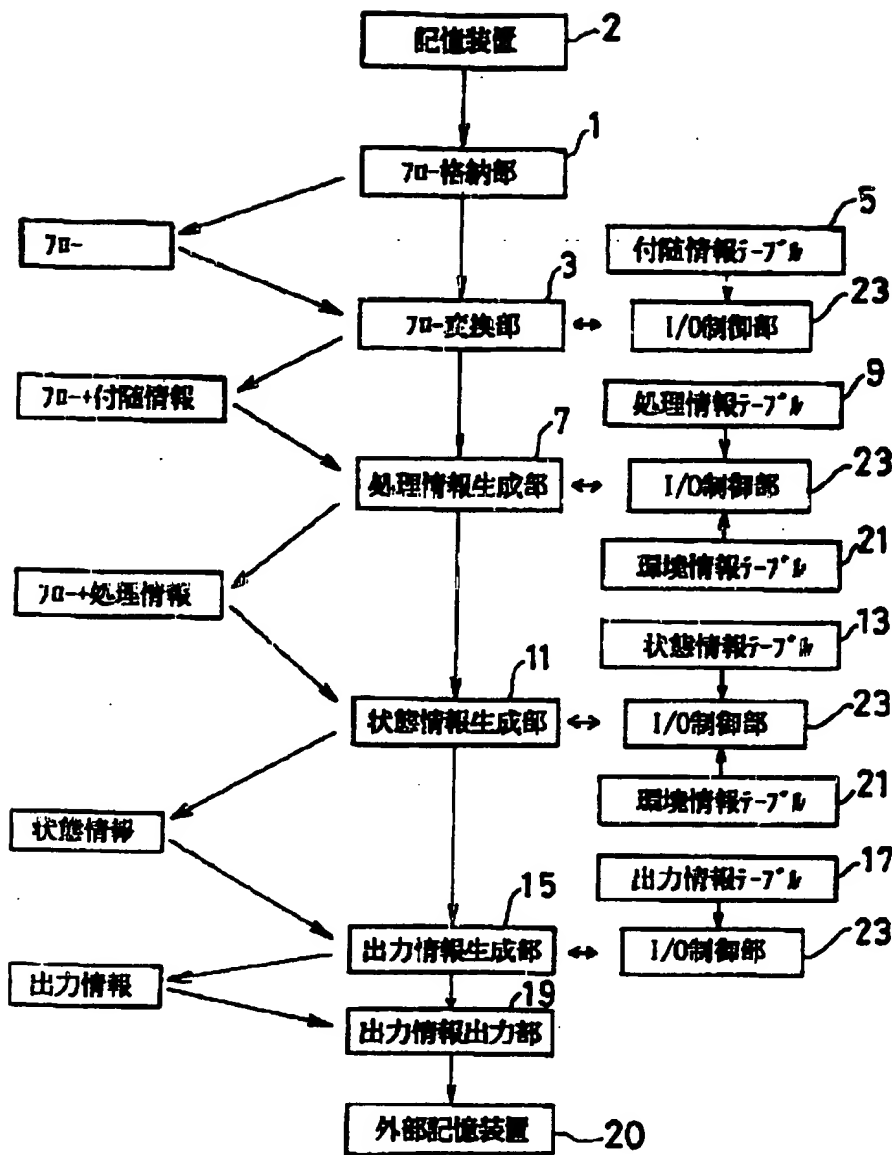 記憶装置
2
フロー格納部
1
フロー
付随情報テーブル
5
フロー変換部
3
I/O制御部
23
フロー+付随情報
処理情報テーブル
9
処理情報生成部
7
I/O制御部
23
環境情報テーブル
21
フロー+処理情報
状態情報テーブル
13
状態情報生成部
11
I/O制御部
23
環境情報テーブル
21
状態情報
出力情報テーブル
17
出力情報生成部
15
I/O制御部
23
出力情報
出力情報出力部
19
外部記憶装置
20